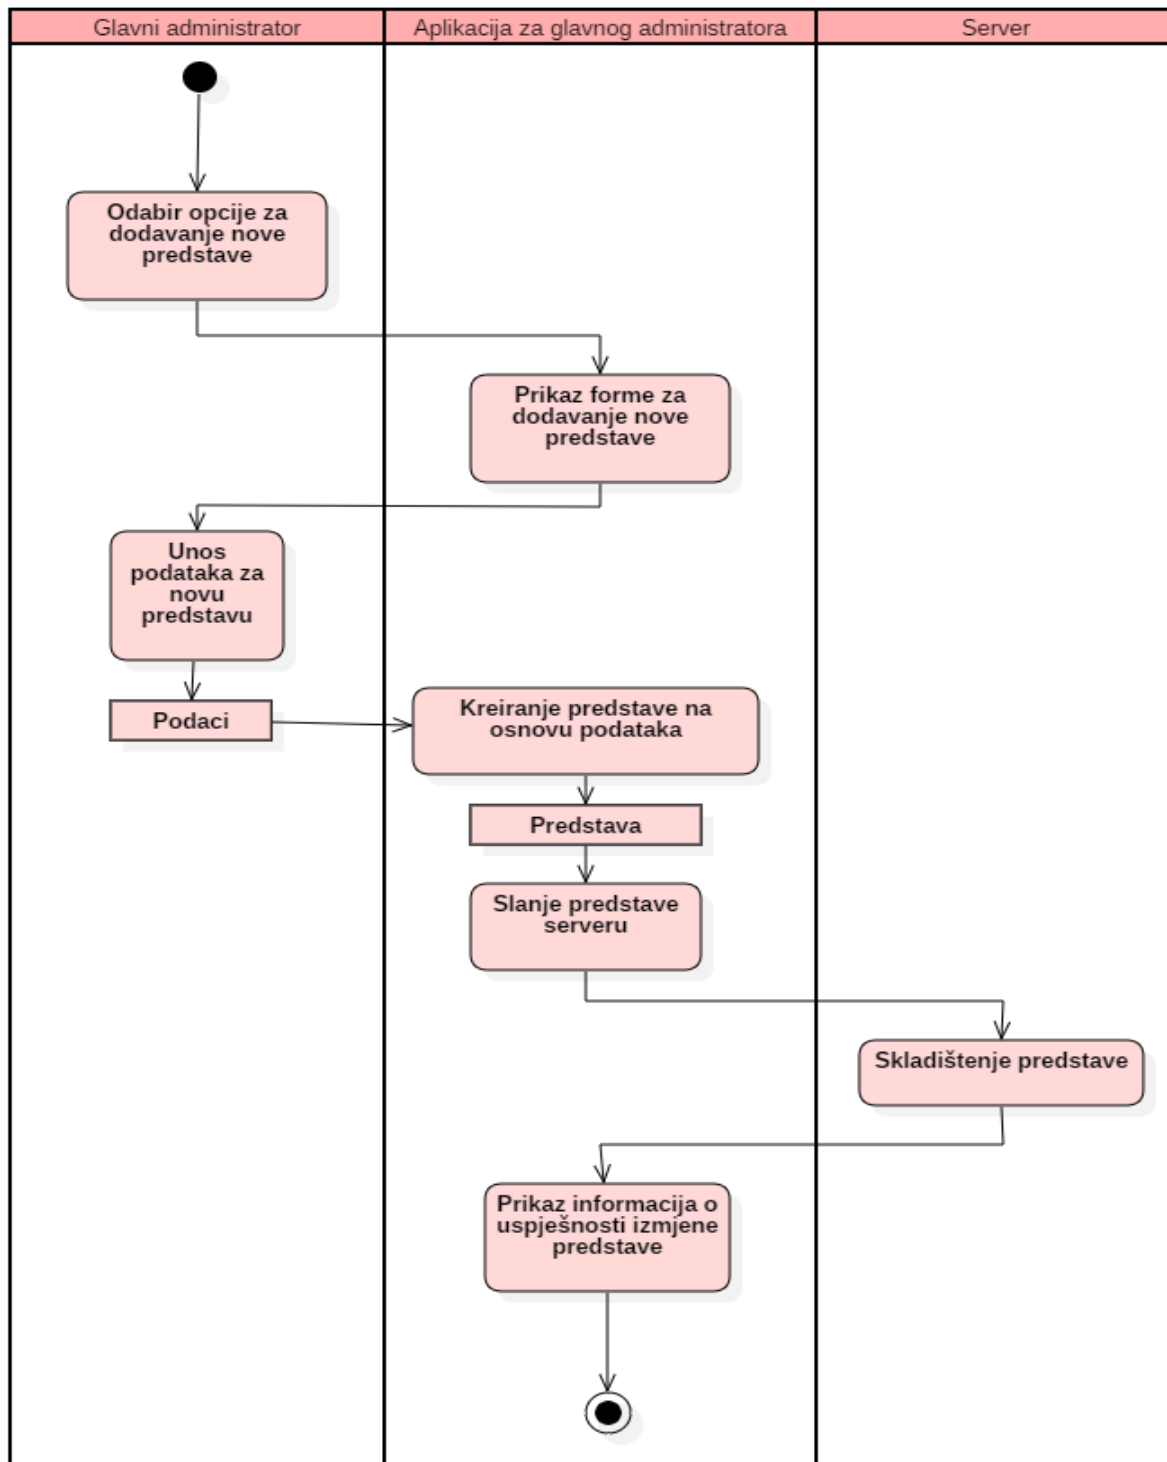 Glavni administrator
Aplikacija za glavnog administratora
Server
Odabir opcije za
dodavanje nove
predstave
Prikaz forme za
dodavanje nove
predstave
Unos
podataka za
novu
predstavu
Podaci
Kreiranje predstave na
osnovu podataka
Predstava
Slanje predstave
serveru
Skladištenje predstave
Prikaz informacija o
uspješnosti izmjene
predstave